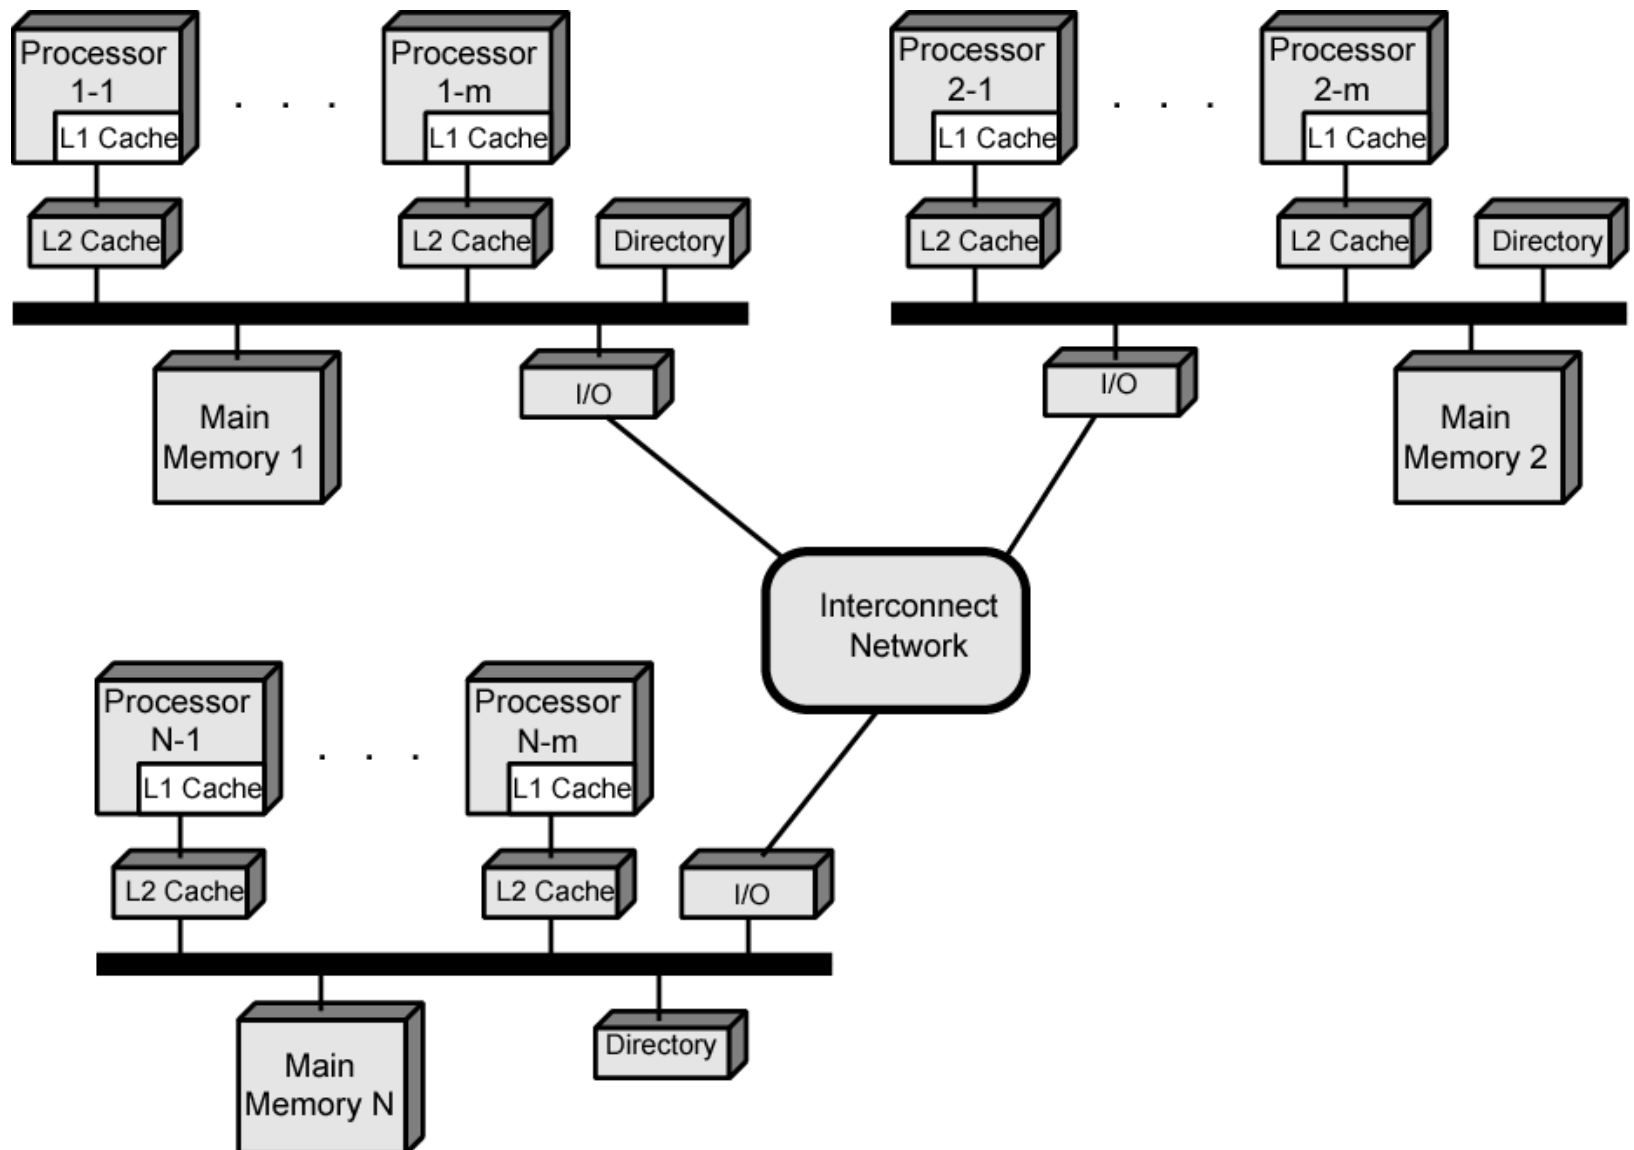 Processor
1-1
L1 Cache
. . .
Processor
1-m
L1 Cache
L2 Cache
L2 Cache
Directory
Main
Memory 1
I/O
Processor
2-1
L1 Cache
. . .
Processor
2-m
L1 Cache
L2 Cache
L2 Cache
Directory
I/O
Main
Memory 2
Interconnect
Network
Processor
N-1
L1 Cache
. . .
Processor
N-m
L1 Cache
L2 Cache
L2 Cache
I/O
Main
Memory N
Directory